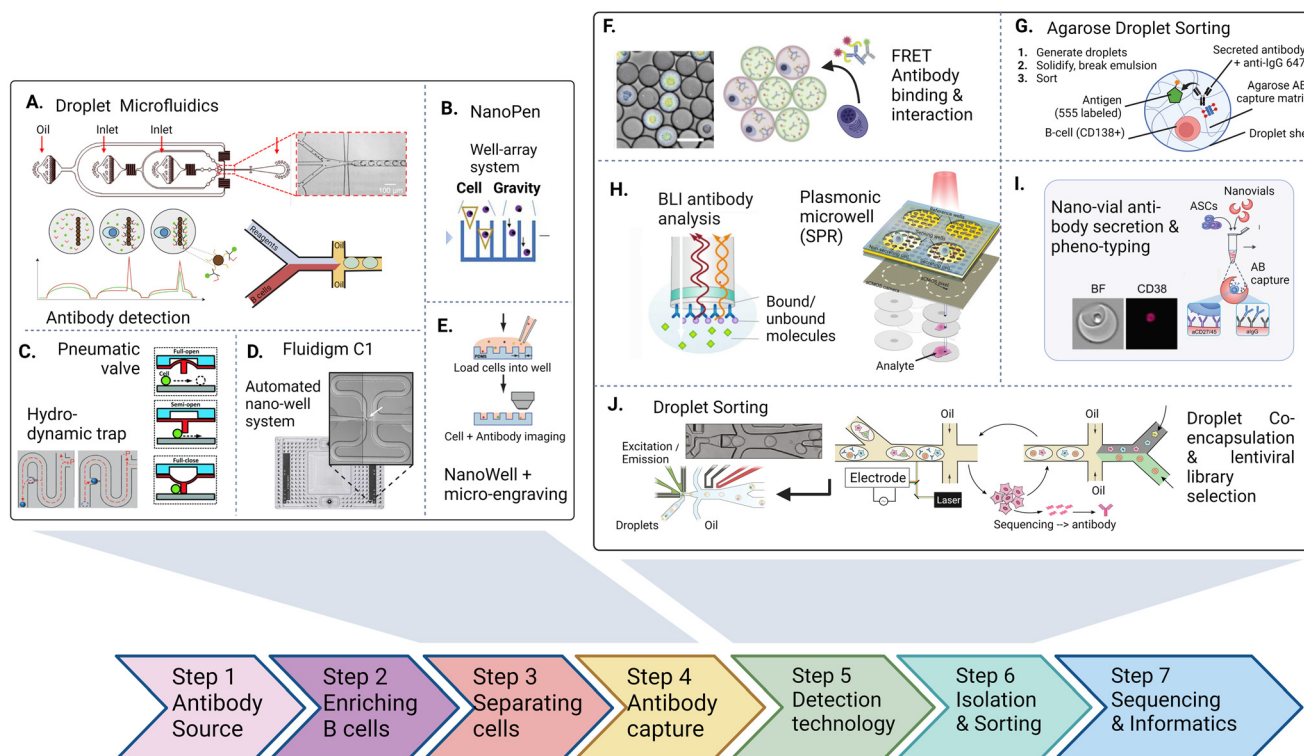 A.
Droplet Microfluidics
Oil
Inlet
Inlet
100 µm
Reagents
Oil
Oil
B cells
Antibody detection
B.
NanoPen
Well-array
system
Cell
Gravity
C.
Pneumatic
valve
Hydro-
dynamic trap
Full-open
Cell
Semi-open
Full-close
D.
Fluidigm C1
Automated
nano-well
system
E.
PDMS
Load cells into well
Cell + Antibody imaging
NanoWell +
micro-engraving
F.
FRET
Antibody
binding &
interaction
G.
Agarose Droplet Sorting
1. Generate droplets
2. Solidify, break emulsion
3. Sort
Secreted antibody
+ anti-IgG 647
Antigen
(555 labeled)
Agarose AB
capture matri
B-cell (CD138+)
Droplet she
H.
BLI antibody
analysis
Bound/
unbound
molecules
Plasmonic
microwell
(SPR)
Reference wells
Analyte
I.
Nano-vial anti-
body secretion &
pheno-typing
Nanovials
ASCs
AB
capture
BF
CD38
aCD27/45
aIgG
J.
Droplet Sorting
Excitation /
Emission
Droplets
Oil
Oil
Electrode
Laser
Oil
Oil
Sequencing --> antibody
Droplet Co-
encapsulation
& lentiviral
library
selection
Step 1
Antibody
Source
Step 2
Enriching
B cells
Step 3
Separating
cells
Step 4
Antibody
capture
Step 5
Detection
technology
Step 6
Isolation
& Sorting
Step 7
Sequencing
& Informatics